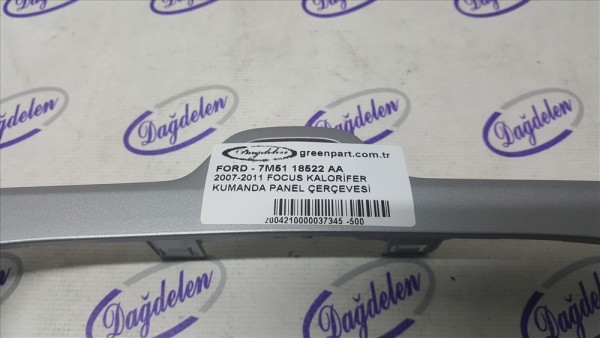 Dağdelen
Dağdelen
Dağdelen
Dağdelen
Dağdelen greenpart.com.tr
FORD - 7M51 18522 AA
2007-2011 FOCUS KALORİFER
KUMANDA PANEL ÇERÇEVESİ
2004210000037345 -500
Dağdelen
Dağdelen